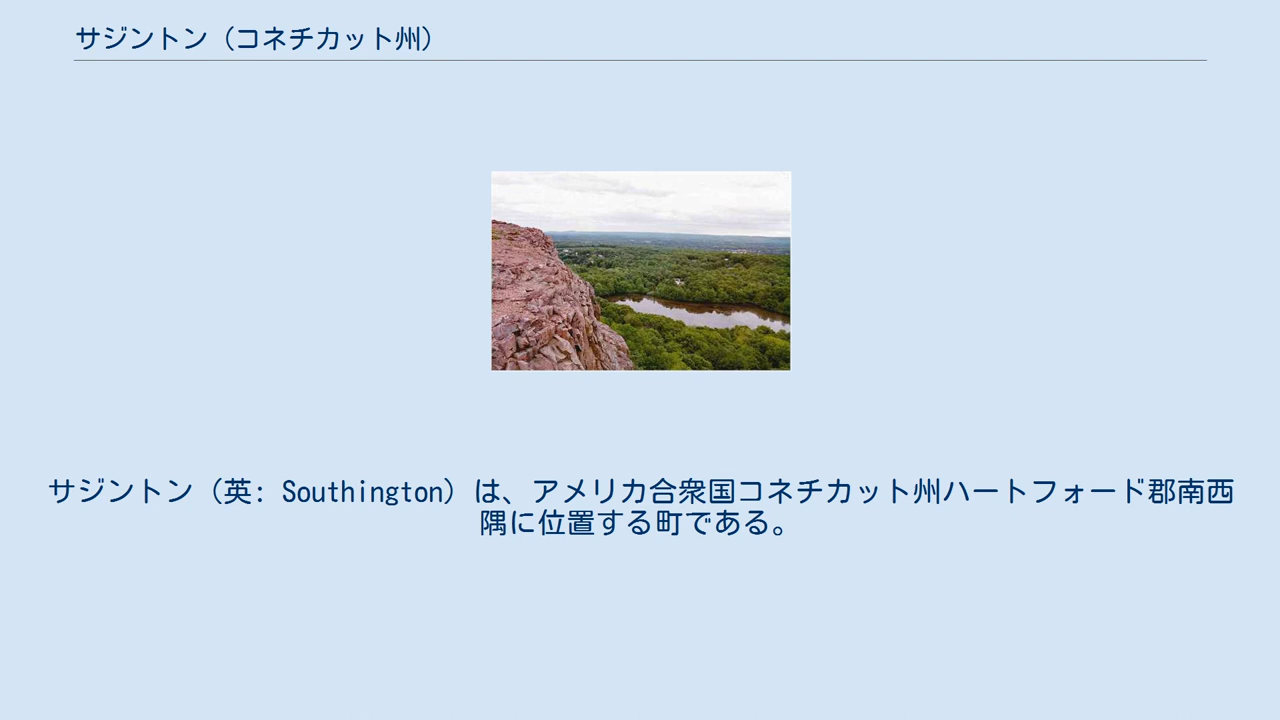 サジントン（コネチカット州）
サジントン（英: Southington）は、アメリカ合衆国コネチカット州ハートフォード郡南西
隅に位置する町である。